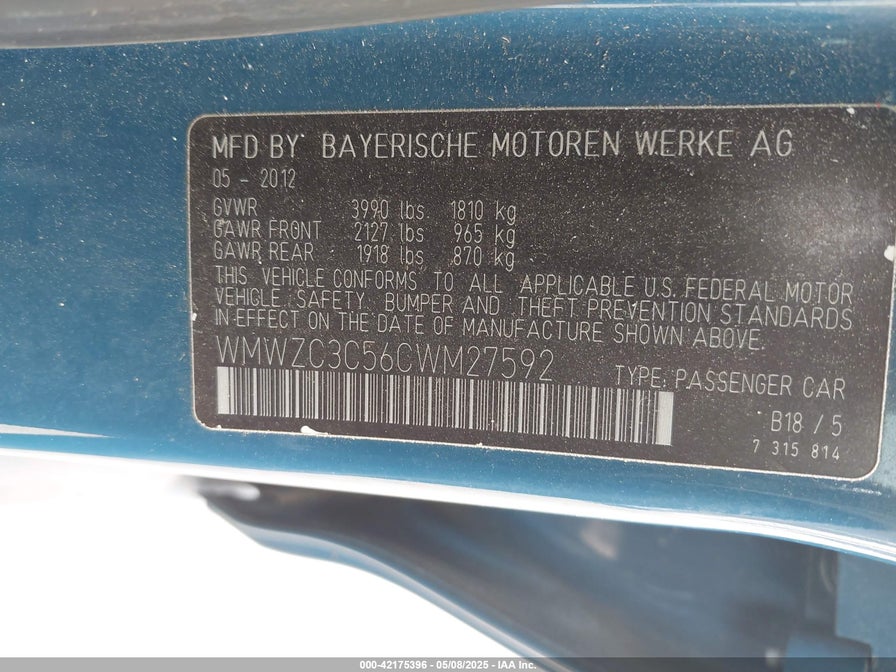 MFD BY BAYERISCHE MOTOREN WERKE AG
05 - 2012
GVWR 3990 lbs 1810 kg
GAWR FRONT 2127 lbs 965 kg
GAWR REAR 1918 lbs 870 kg
THIS VEHICLE CONFORMS TO ALL APPLICABLE U.S. FEDERAL MOTOR
VEHICLE SAFETY, BUMPER AND THEFT PREVENTION STANDARDS
IN EFFECT ON THE DATE OF MANUFACTURE SHOWN ABOVE.
WMWZC3C56CWM27592
TYPE: PASSENGER CAR
B18 / 5
7 315 814
000-42175396 - 05/08/2025 - IAA Inc.